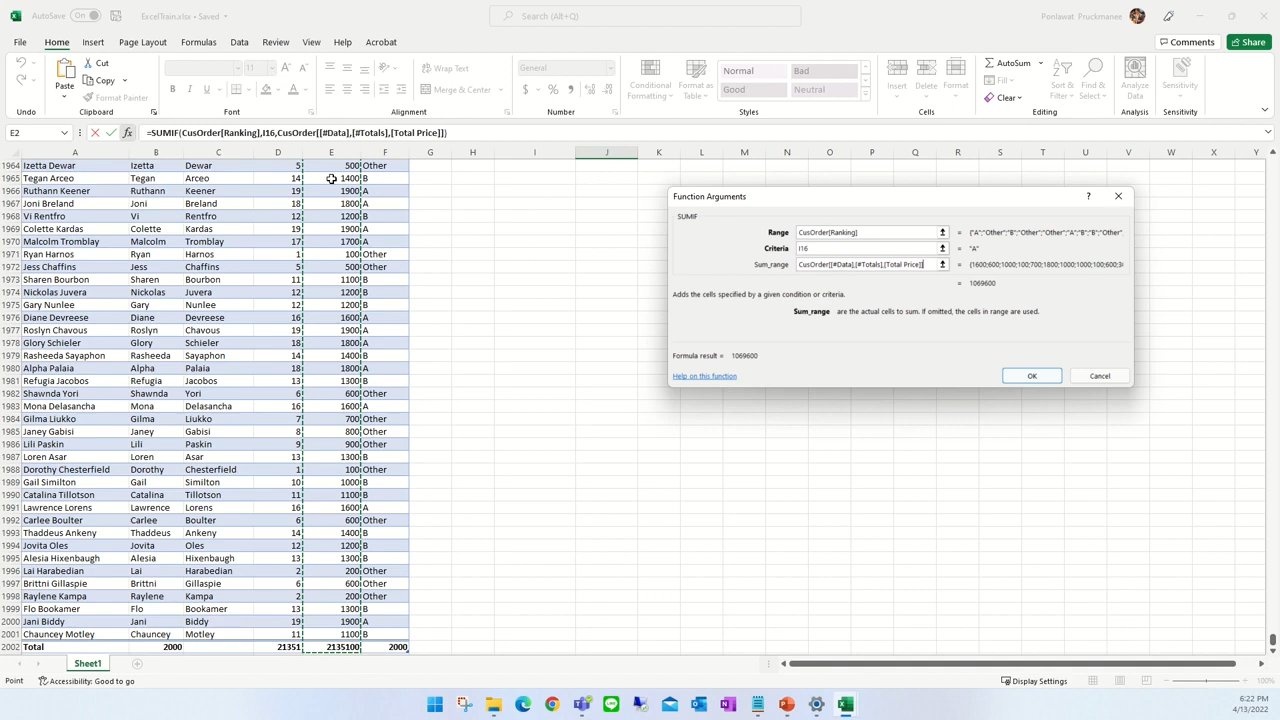 AutoSave Off ExcelTrain.xlsx - Saved Search (Alt+Q) Ponlawat Pruckmanee
File Home Insert Page Layout Formulas Data Review View Help Acrobat Comments Share
Cut 11 Wrap Text General Normal Bad AutoSum
Paste Copy Conditional Formatting Format as Table Good Neutral Insert Delete Format Fill Sort & Filter Find & Select Analyze Data Sensitivity
Format Painter Merge & Center Clear
Undo Clipboard Font Alignment Number Styles Cells Editing Analysis Sensitivity
E2 =SUMIF(CusOrder[Ranking],I16,CusOrder[[#Data],[#Totals],[Total Price]])
A B C D E F G H I J K L M N O P Q R S T U V W X Y
1964 Izetta Dewar Izetta Dewar 5 500 Other
1965 Tegan Arceo Tegan Arceo 14 1400 B
1966 Ruthann Keener Ruthann Keener 19 1900 A
1967 Joni Breland Joni Breland 18 1800 A
1968 Vi Rentfro Vi Rentfro 12 1200 B
1969 Colette Kardas Colette Kardas 19 1900 A
1970 Malcolm Tromblay Malcolm Tromblay 17 1700 A
1971 Ryan Harnos Ryan Harnos 1 100 Other
1972 Jess Chaffins Jess Chaffins 5 500 Other
1973 Sharen Bourbon Sharen Bourbon 11 1100 B
1974 Nickolas Juvera Nickolas Juvera 12 1200 B
1975 Gary Nunlee Gary Nunlee 12 1200 B
1976 Diane Devreese Diane Devreese 16 1600 A
1977 Roslyn Chavous Roslyn Chavous 19 1900 A
1978 Glory Schieler Glory Schieler 18 1800 A
1979 Rasheeda Sayaphon Rasheeda Sayaphon 14 1400 B
1980 Alpha Palaia Alpha Palaia 18 1800 A
1981 Refugia Jacobos Refugia Jacobos 13 1300 B
1982 Shawnda Yori Shawnda Yori 6 600 Other
1983 Mona Delasancha Mona Delasancha 16 1600 A
1984 Gilma Liukko Gilma Liukko 7 700 Other
1985 Janey Gabisi Janey Gabisi 8 800 Other
1986 Lili Paskin Lili Paskin 9 900 Other
1987 Loren Asar Loren Asar 13 1300 B
1988 Dorothy Chesterfield Dorothy Chesterfield 1 100 Other
1989 Gail Similton Gail Similton 10 1000 B
1990 Catalina Tillotson Catalina Tillotson 11 1100 B
1991 Lawrence Lorens Lawrence Lorens 16 1600 A
1992 Carlee Boulter Carlee Boulter 6 600 Other
1993 Thaddeus Ankeny Thaddeus Ankeny 14 1400 B
1994 Jovita Oles Jovita Oles 12 1200 B
1995 Alesia Hixenbaugh Alesia Hixenbaugh 13 1300 B
1996 Lai Harabedian Lai Harabedian 2 200 Other
1997 Brittni Gillaspie Brittni Gillaspie 6 600 Other
1998 Raylene Kampa Raylene Kampa 2 200 Other
1999 Flo Bookamer Flo Bookamer 13 1300 B
2000 Jani Biddy Jani Biddy 19 1900 A
2001 Chauncey Motley Chauncey Motley 11 1100 B
2002 Total 2000 21351 2135100 2000
Function Arguments ?
SUMIF
Range CusOrder[Ranking] = {"A";"Other";"B";"Other";"Other";"A";"B";"B";"Other"
Criteria I16 = "A"
Sum_range CusOrder[[#Data],[#Totals],[Total Price]] = {1600;600;1000;100;700;1800;1000;1000;100;600;3
= 1069600
Adds the cells specified by a given condition or criteria.
Sum_range are the actual cells to sum. If omitted, the cells in range are used.
Formula result = 1069600
Help on this function OK Cancel
Sheet1
Point Accessibility: Good to go Display Settings 100%
6:22 PM
4/13/2022